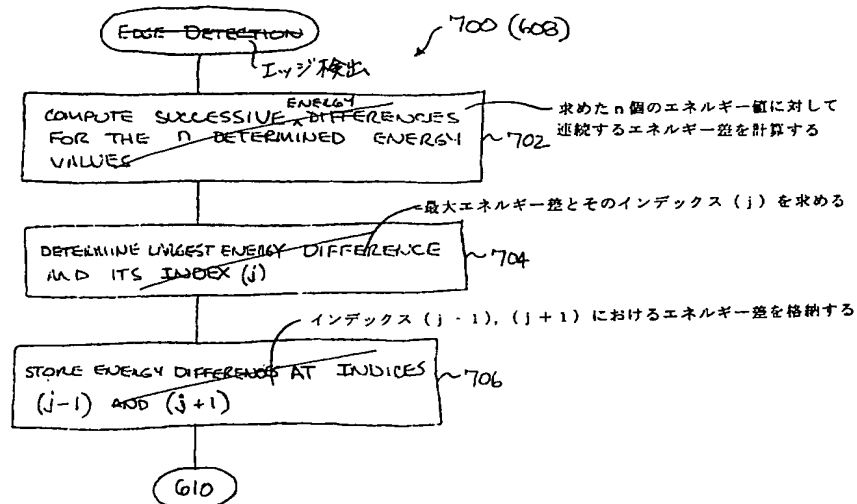 EDGE DETECTION
エッジ検出
700 (608)
COMPUTE SUCCESSIVE ENERGY DIFFERENCES
FOR THE n DETERMINED ENERGY
VALUES
702
求めたn個のエネルギー値に対して
連続するエネルギー差を計算する
最大エネルギー差とそのインデックス(j)を求める
DETERMINE LARGEST ENERGY DIFFERENCE
AND ITS INDEX (j)
704
インデックス(j-1),(j+1)におけるエネルギー差を格納する
STORE ENERGY DIFFERENCES AT INDICES
(j-1) AND (j+1)
706
610